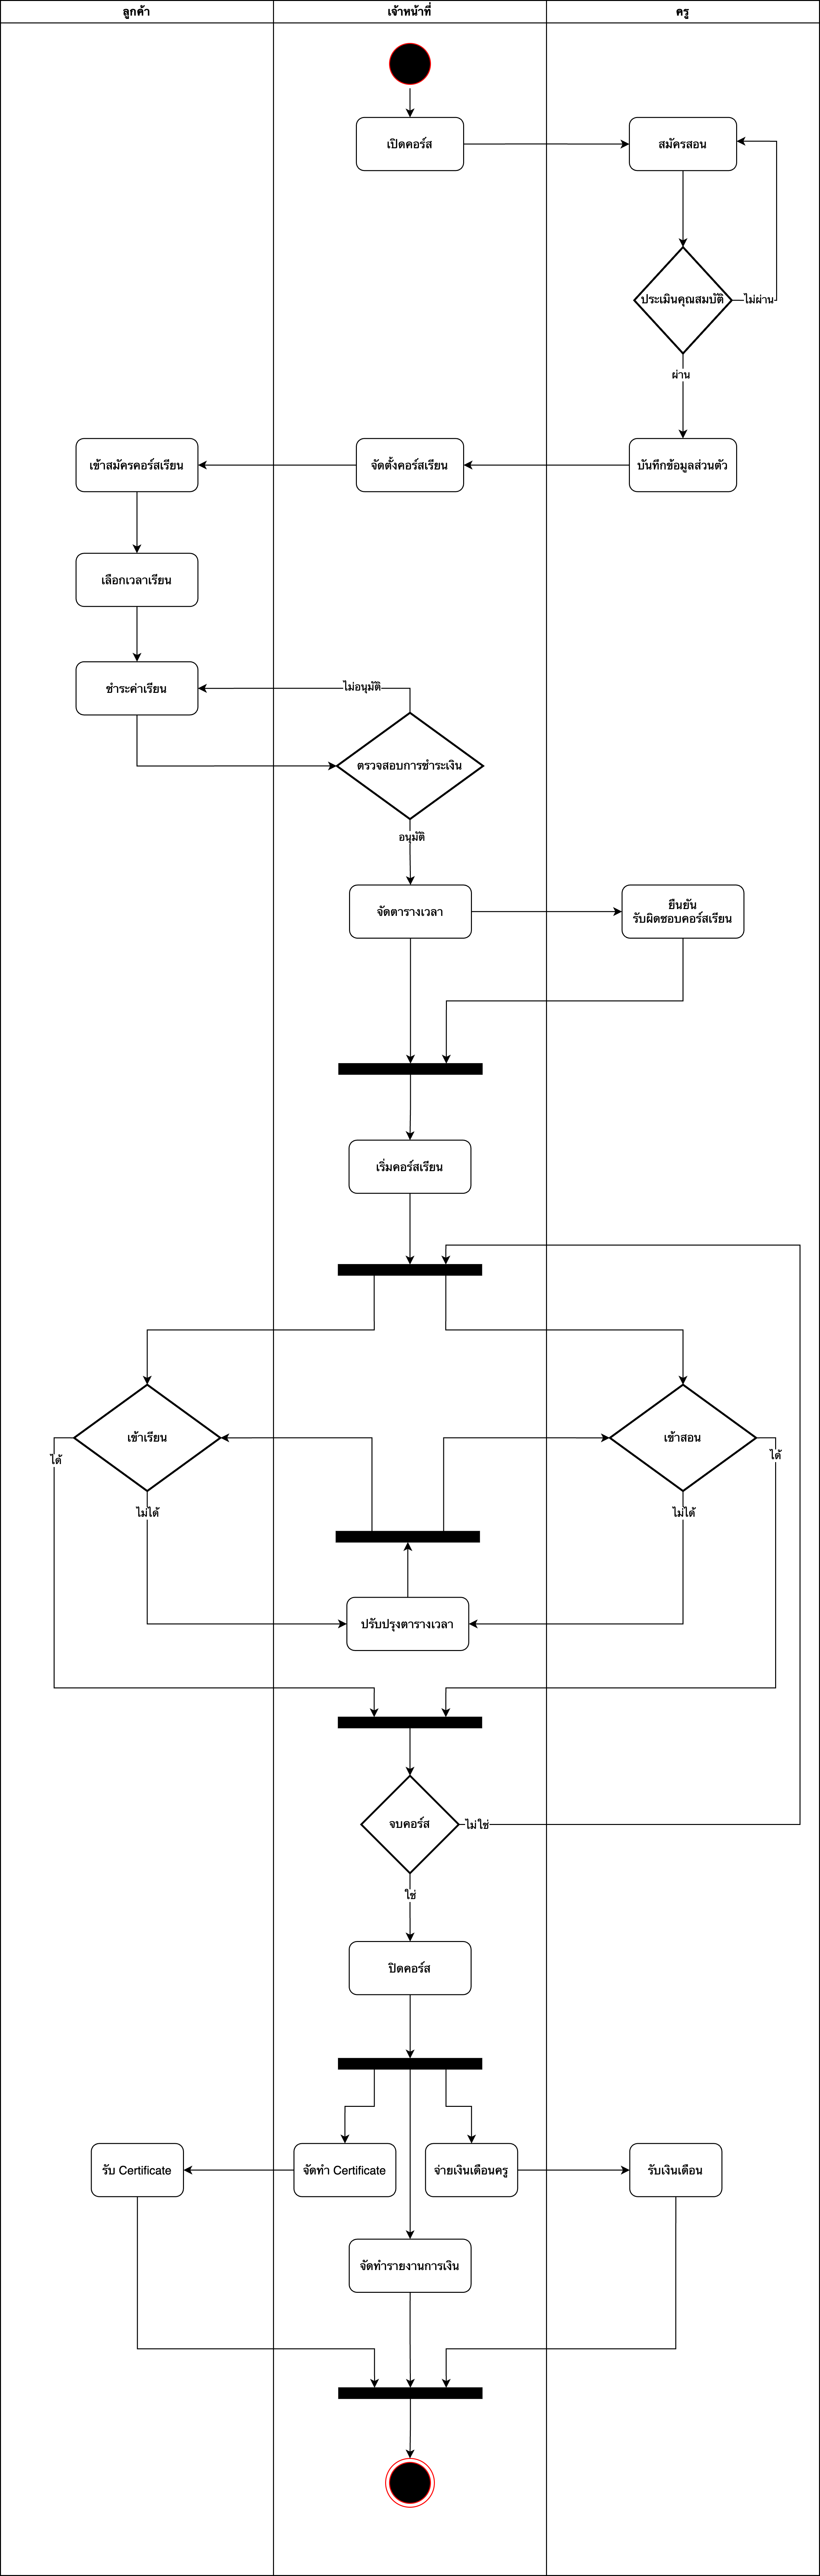 ลูกค้า
เจ้าหน้าที่
ครู
เปิดคอร์ส
สมัครสอน
ประเมินคุณสมบัติ
ไม่ผ่าน
ผ่าน
เข้าสมัครคอร์สเรียน
จัดตั้งคอร์สเรียน
บันทึกข้อมูลส่วนตัว
เลือกเวลาเรียน
ชำระค่าเรียน
ไม่อนุมัติ
ตรวจสอบการชำระเงิน
อนุมัติ
จัดตารางเวลา
ยืนยัน
รับผิดชอบคอร์สเรียน
เริ่มคอร์สเรียน
เข้าเรียน
เข้าสอน
ได้
ได้
ไม่ได้
ไม่ได้
ปรับปรุงตารางเวลา
จบคอร์ส
ไม่ใช่
ใช่
ปิดคอร์ส
รับ Certificate
จัดทำ Certificate
จ่ายเงินเดือนครู
รับเงินเดือน
จัดทำรายงานการเงิน